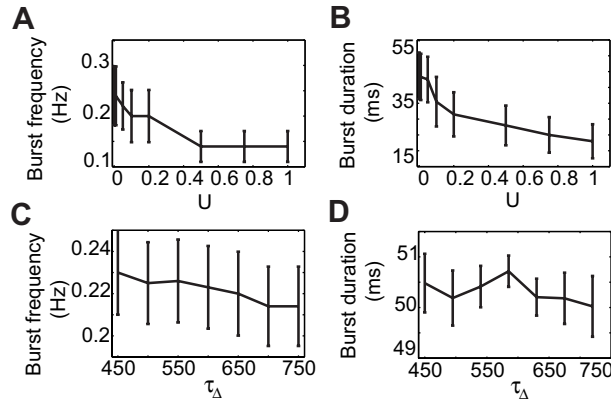 A
Burst frequency
(Hz)
0.3
0.2
0.1
0 0.2 0.4 0.6 0.8 1
U
B
Burst duration
(ms)
55
35
15
0 0.2 0.4 0.6 0.8 1
U
C
Burst frequency
(Hz)
0.24
0.22
0.2
450 550 650 750
τΔ
D
Burst duration
(ms)
51
50
49
450 550 650 750
τΔ